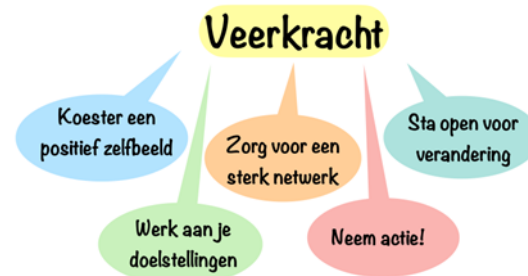 Veerkracht
Koester een
positief zelfbeeld
Werk aan je
doelstellingen
Zorg voor een
sterk netwerk
Neem actie!
Sta open voor
verandering